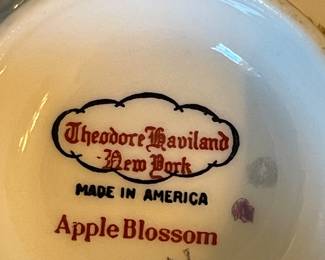 Theodore Haviland
New York
MADE IN AMERICA
Apple Blossom